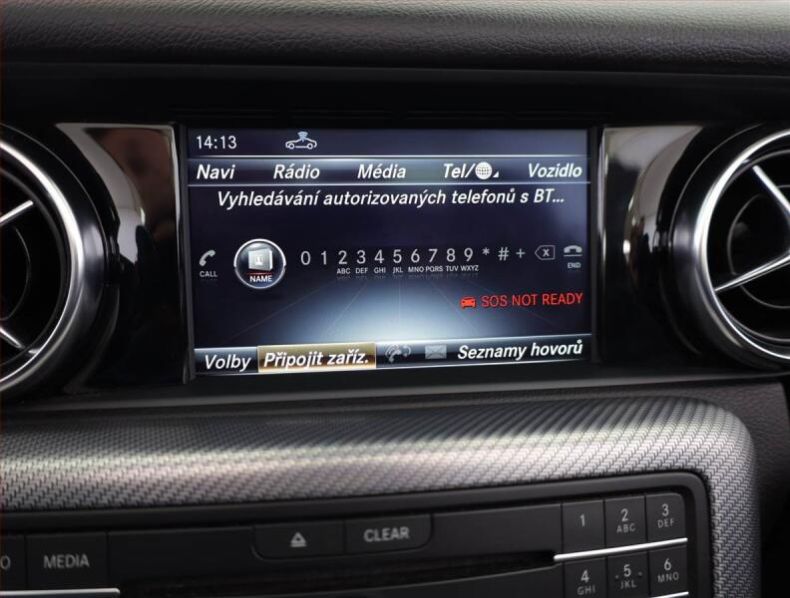 14:13
Navi Rádio Média Tel/ Vozidlo
Vyhledávání autorizovaných telefonů s BT...
CALL NAME 0 1 2 3 4 5 6 7 8 9 * # + X END
ABC DEF GHI JKL MNO PQRS TUV WXYZ
SOS NOT READY
Volby Připojit zaříz. Seznamy hovorů
MEDIA CLEAR 1 2 ABC 3 DEF
4 GHI 5 JKL 6 MNO